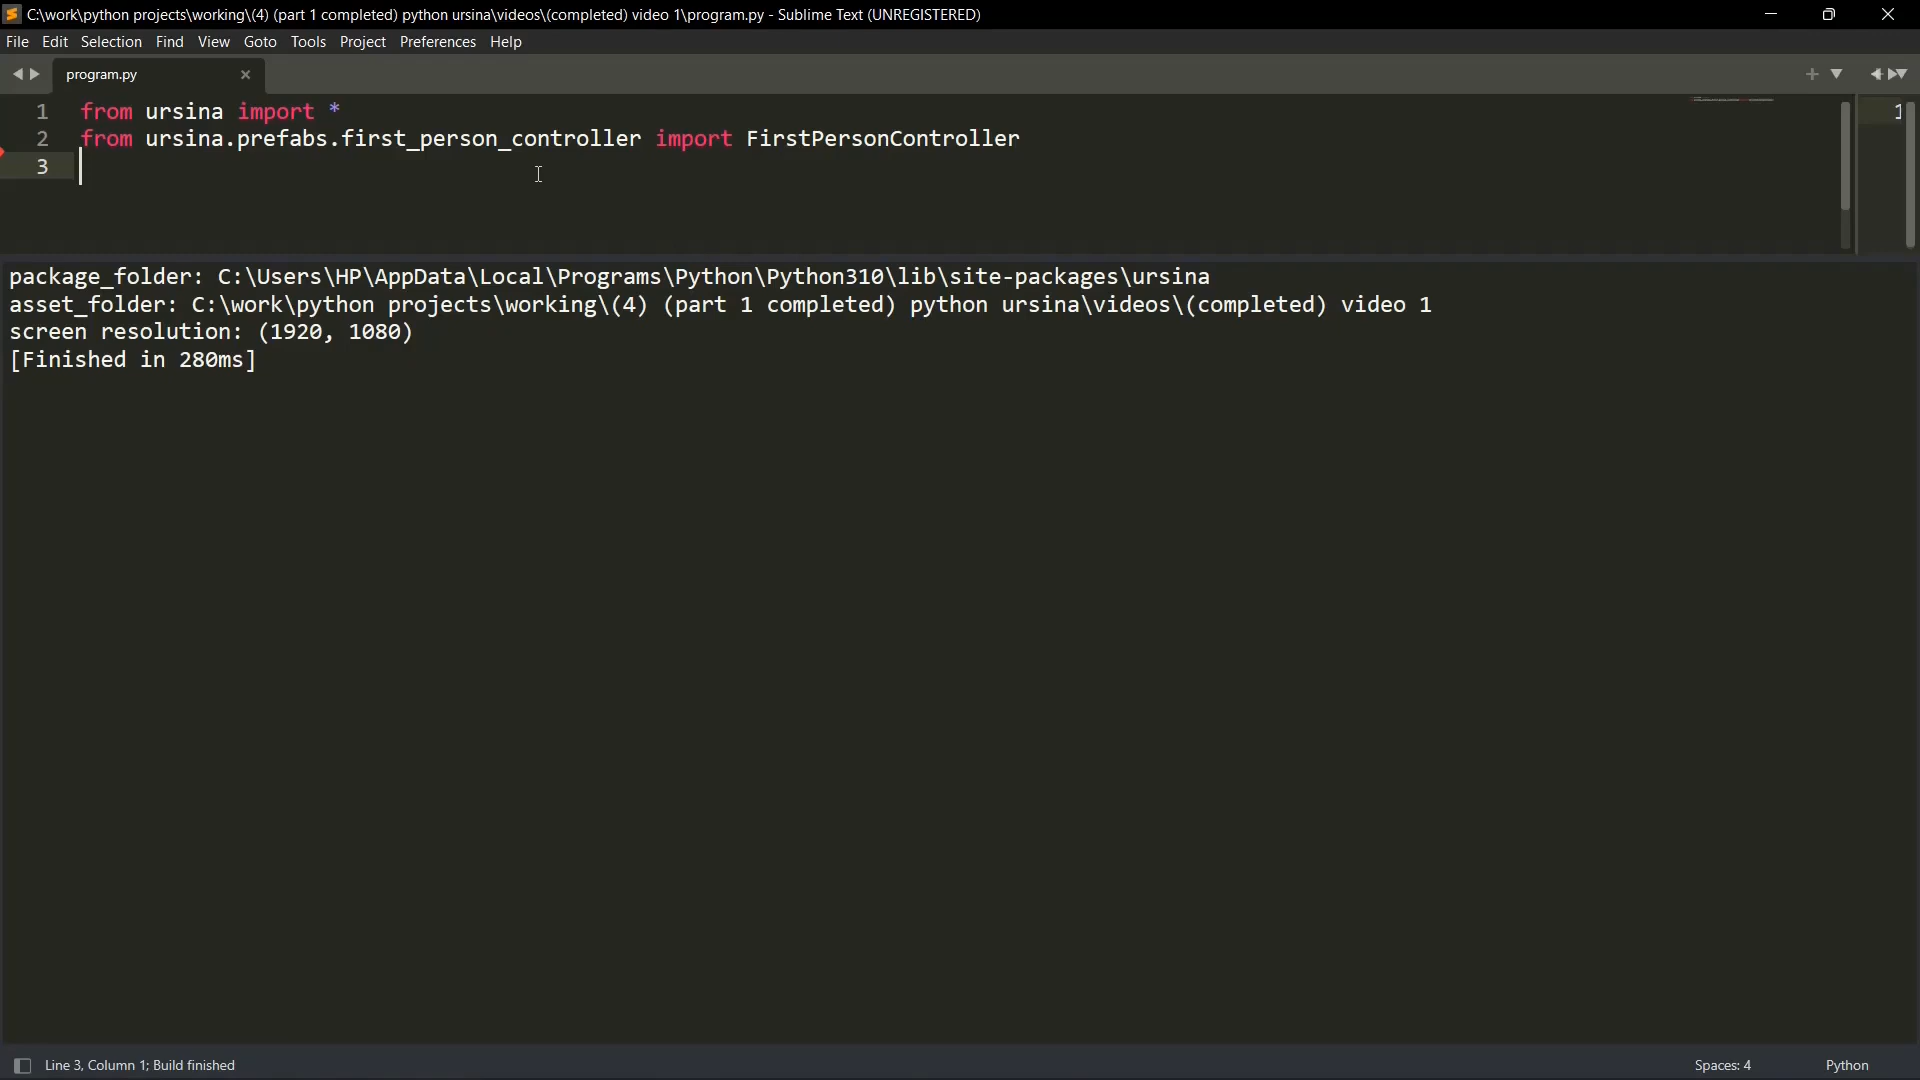 C:\work\python projects\working\(4) (part 1 completed) python ursina\videos\(completed) video 1\program.py - Sublime Text (UNREGISTERED)
File Edit Selection Find View Goto Tools Project Preferences Help
program.py
1 from ursina import *
2 from ursina.prefabs.first_person_controller import FirstPersonController
3
1
package_folder: C:\Users\HP\AppData\Local\Programs\Python\Python310\lib\site-packages\ursina
asset_folder: C:\work\python projects\working\(4) (part 1 completed) python ursina\videos\(completed) video 1
screen resolution: (1920, 1080)
[Finished in 280ms]
Line 3, Column 1; Build finished
Spaces: 4
Python